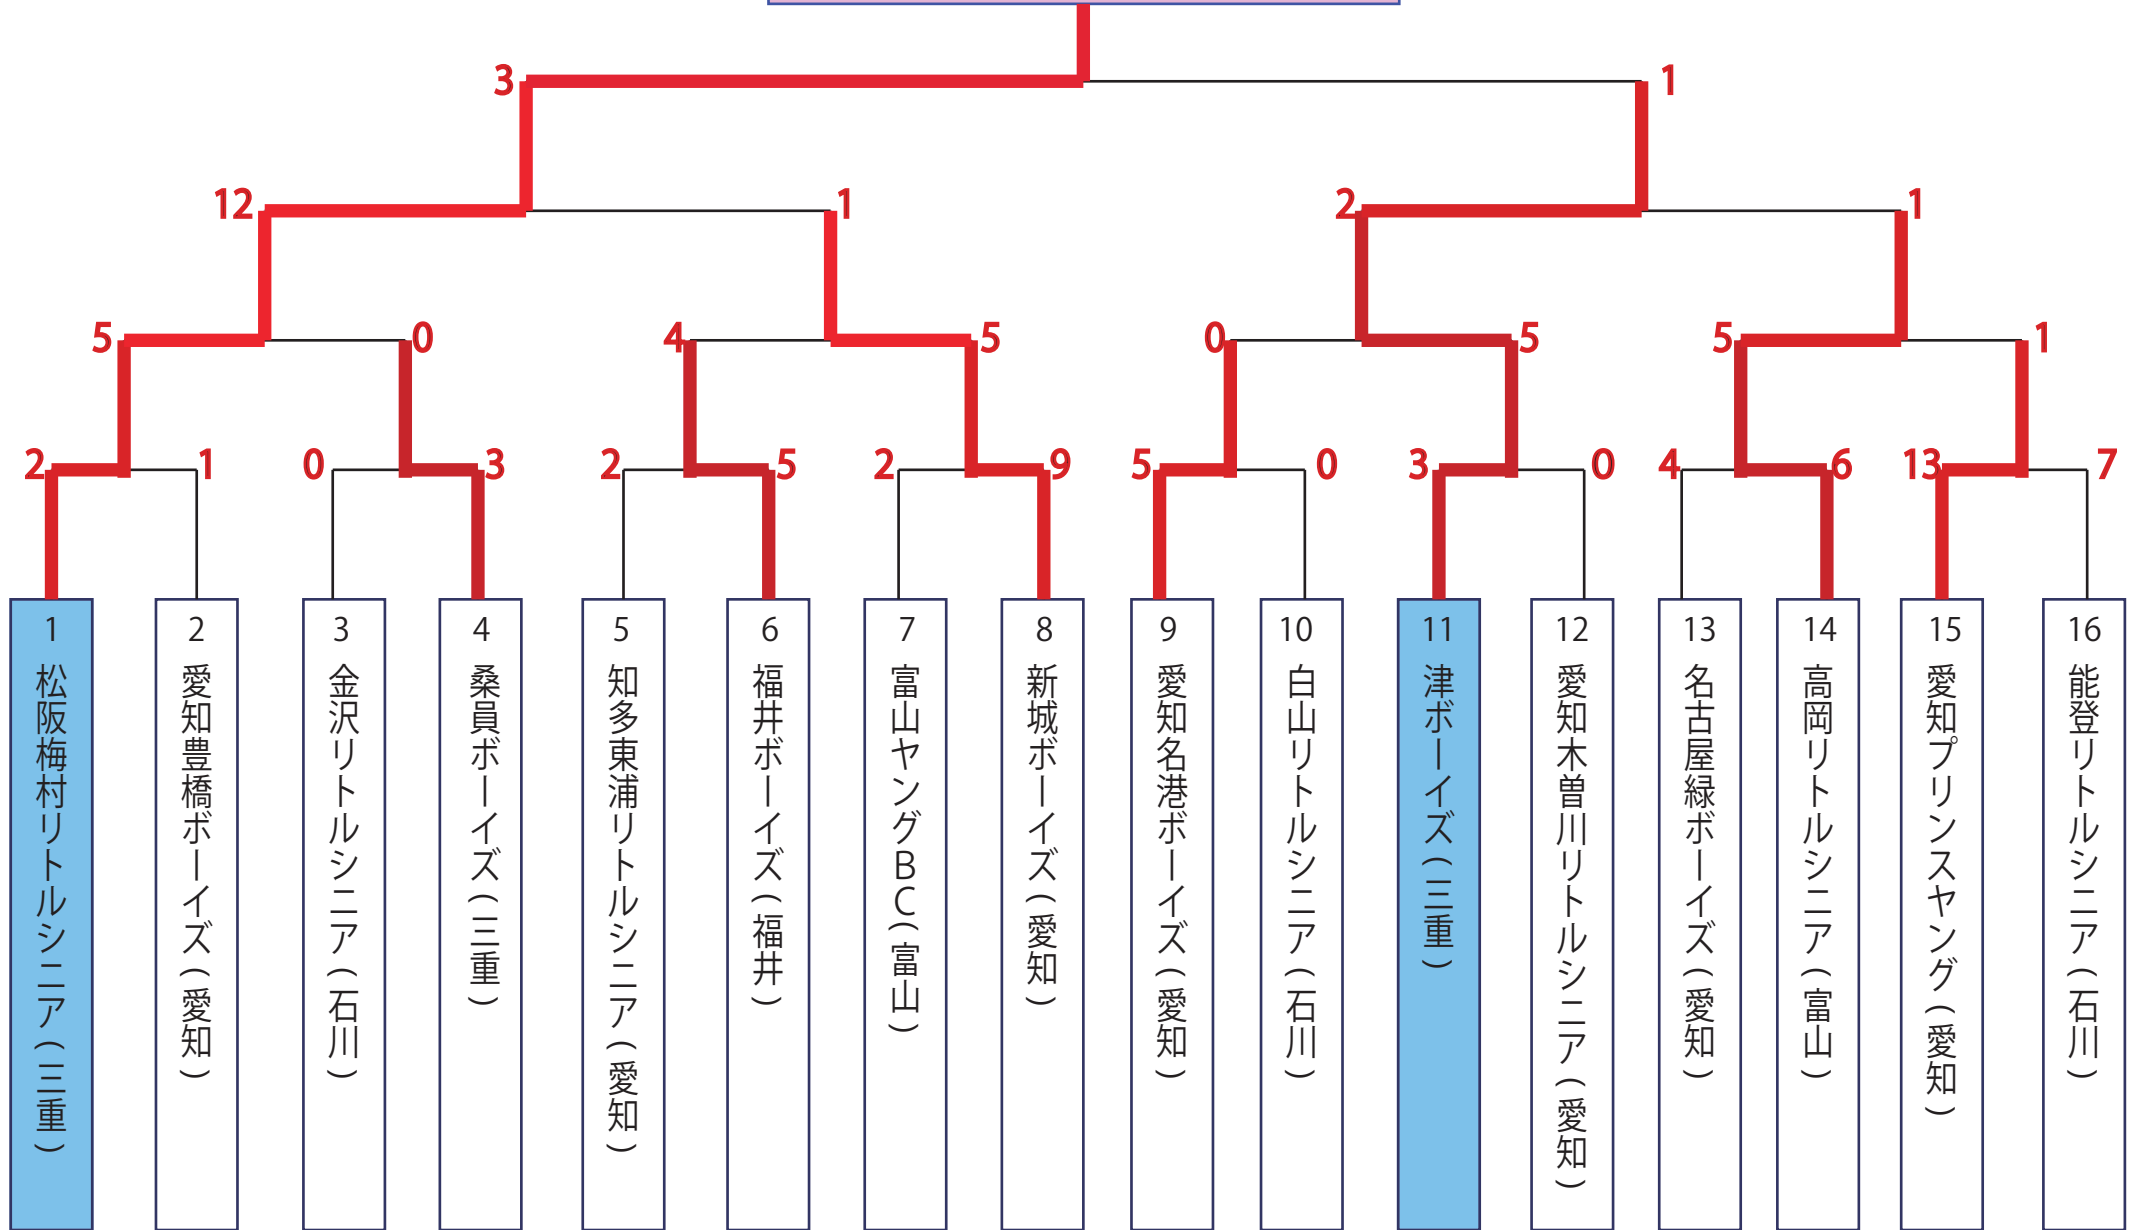 3 1
12 1 2 1
5 0 4 5 0 5 5 1
2 1 0 3 2 5 2 9 5 0 3 0 4 6 13 7
1 松阪梅村リトルシニア(三重)
2 愛知豊橋ボーイズ(愛知)
3 金沢リトルシニア(石川)
4 桑員ボーイズ(三重)
5 知多東浦リトルシニア(愛知)
6 福井ボーイズ(福井)
7 富山ヤングBC(富山)
8 新城ボーイズ(愛知)
9 愛知名港ボーイズ(愛知)
10 白山リトルシニア(石川)
11 津ボーイズ(三重)
12 愛知木曽川リトルシニア(愛知)
13 名古屋緑ボーイズ(愛知)
14 高岡リトルシニア(富山)
15 愛知プリンスヤング(愛知)
16 能登リトルシニア(石川)